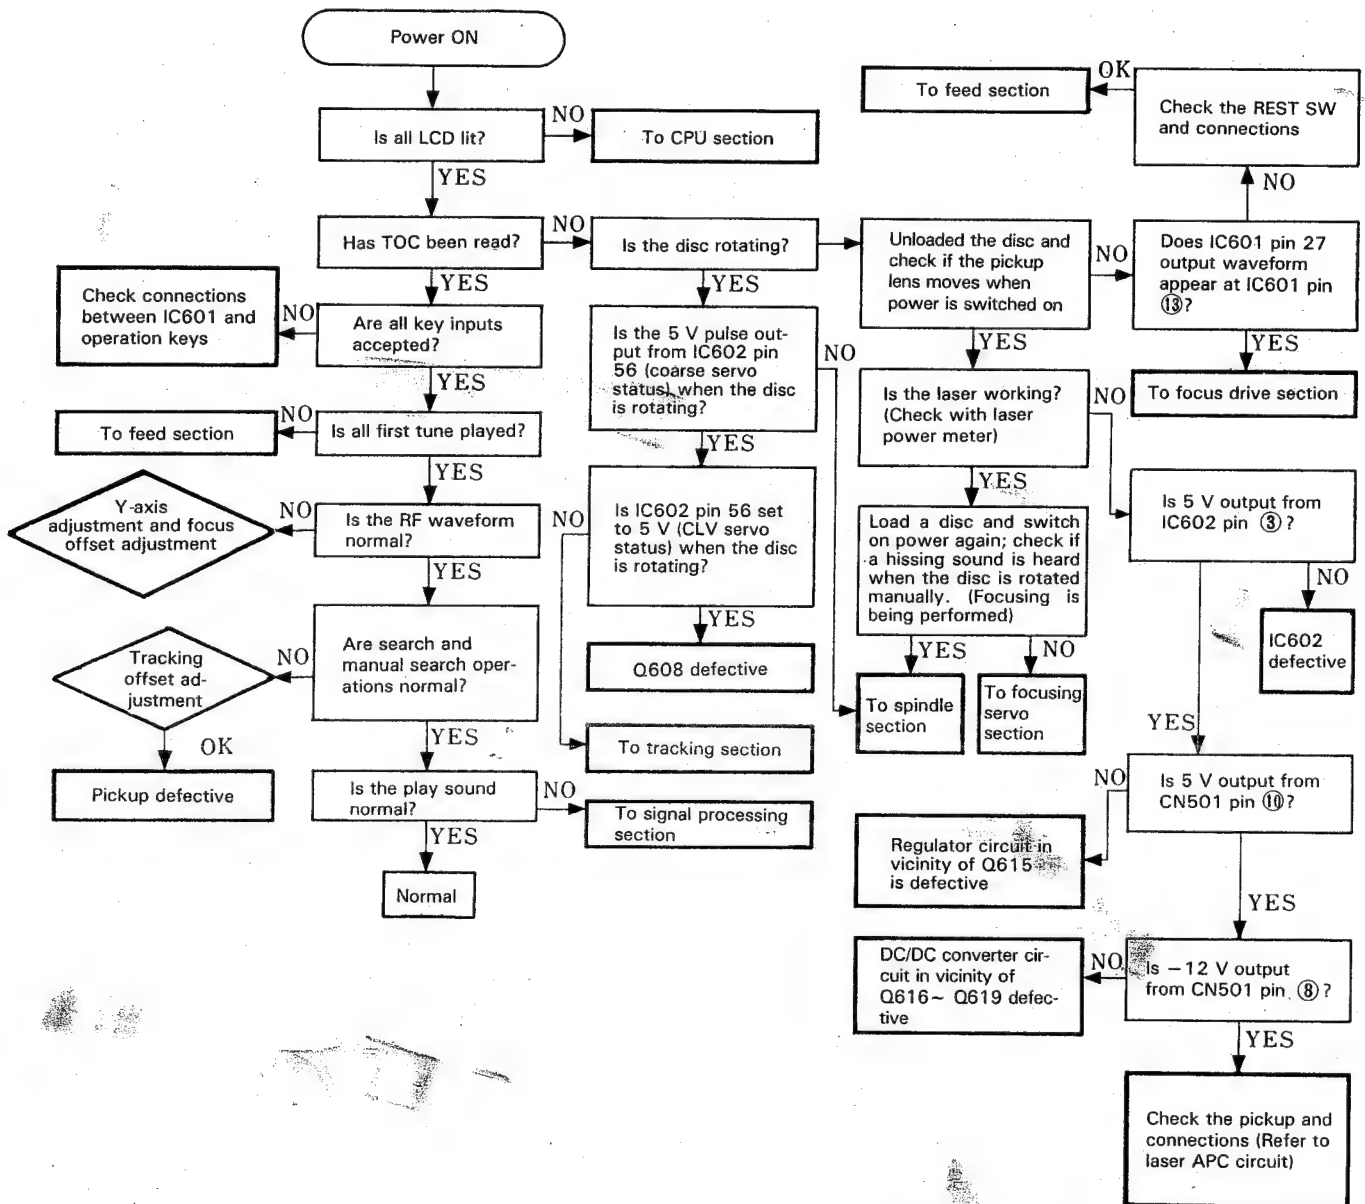 Power ON
Is all LCD lit?
NO
To CPU section
YES
Has TOC been read?
NO
Is the disc rotating?
Unloaded the disc and
check if the pickup
lens moves when
power is switched on
NO
Does IC601 pin 27
output waveform
appear at IC601 pin
⑬?
NO
Check the REST SW
and connections
OK
To feed section
YES
To focus drive section
YES
Are all key inputs
accepted?
NO
Check connections
between IC601 and
operation keys
YES
Is all first tune played?
NO
To feed section
YES
Is the RF waveform
normal?
NO
Y-axis
adjustment and focus
offset adjustment
YES
Are search and
manual search oper-
ations normal?
NO
Tracking
offset ad-
justment
OK
Pickup defective
YES
Is the play sound
normal?
NO
To signal processing
section
YES
Normal
YES
Is the 5 V pulse out-
put from IC602 pin
56 (coarse servo
status) when the disc
is rotating?
NO
YES
Is IC602 pin 56 set
to 5 V (CLV servo
status) when the disc
is rotating?
NO
To tracking section
YES
Q608 defective
YES
Is the laser working?
(Check with laser
power meter)
NO
YES
Load a disc and switch
on power again; check if
a hissing sound is heard
when the disc is rotated
manually. (Focusing is
being performed)
YES
To spindle
section
NO
To focusing
servo
section
Is 5 V output from
IC602 pin ③ ?
NO
IC602
defective
YES
Is 5 V output from
CN501 pin ⑩?
NO
Regulator circuit in
vicinity of Q615
is defective
YES
Is −12 V output
from CN501 pin ⑧ ?
NO
DC/DC converter cir-
cuit in vicinity of
Q616~ Q619 defec-
tive
YES
Check the pickup and
connections (Refer to
laser APC circuit)